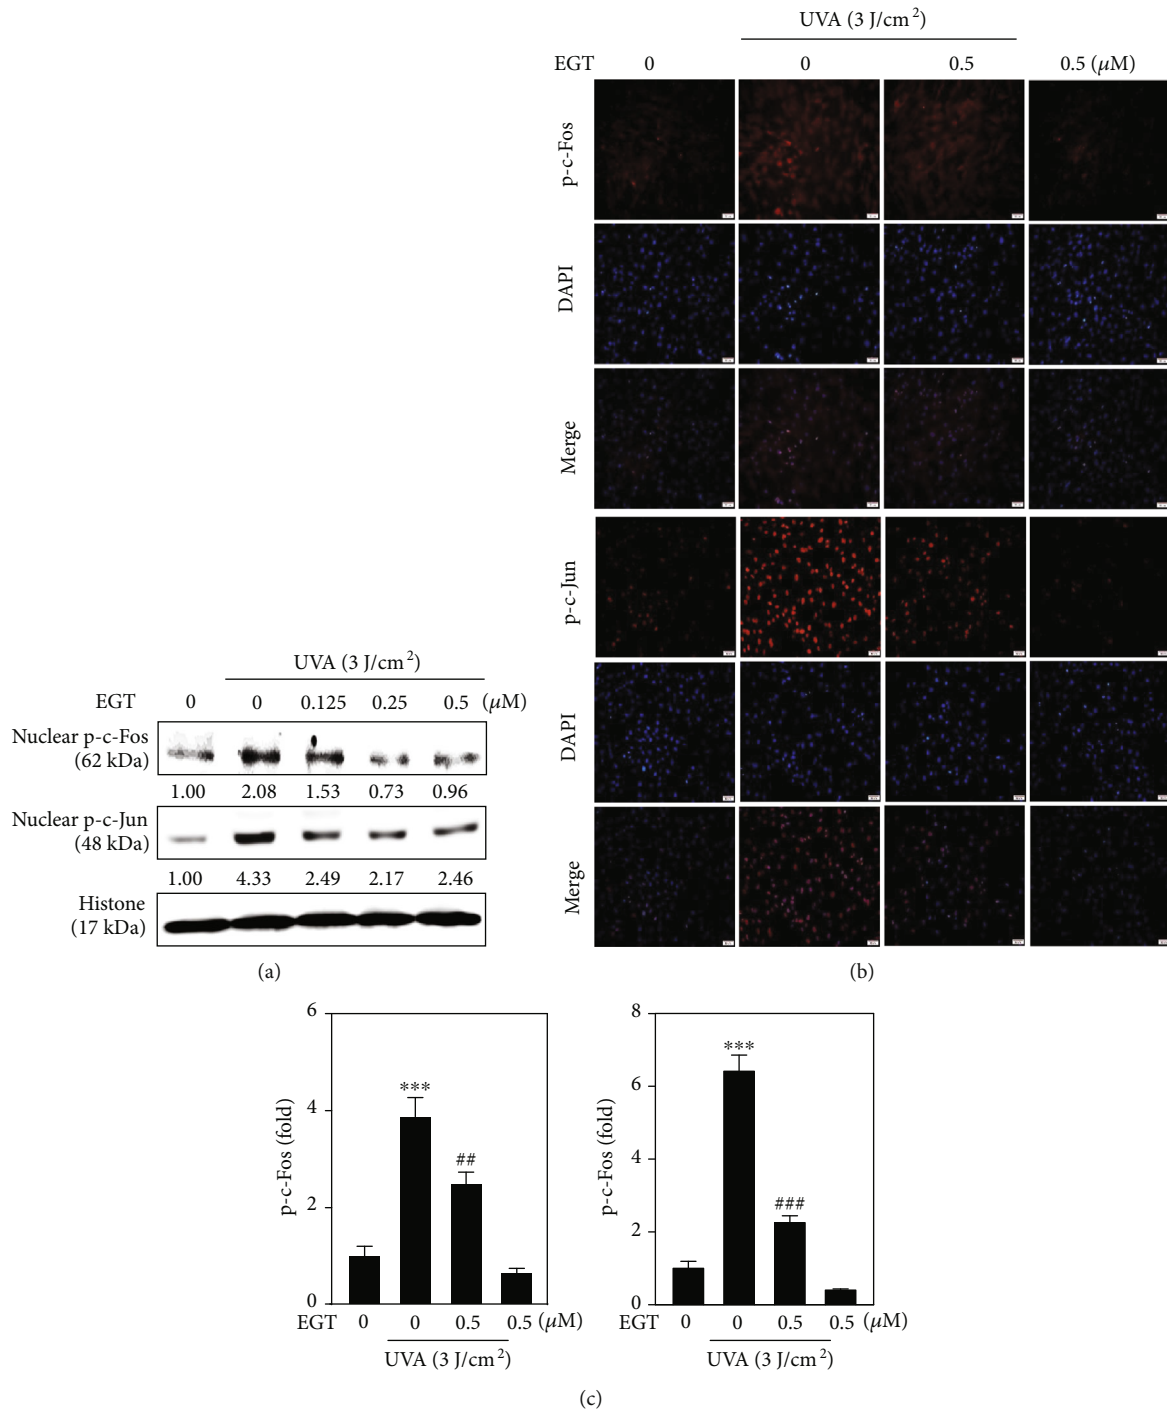 UVA (3 J/cm²)
EGT 0 0 0.5 0.5 (μM)
p-c-Fos
DAPI
Merge
p-c-Jun
DAPI
Merge
(b)
UVA (3 J/cm²)
EGT 0 0 0.125 0.25 0.5 (μM)
Nuclear p-c-Fos
(62 kDa)
1.00 2.08 1.53 0.73 0.96
Nuclear p-c-Jun
(48 kDa)
1.00 4.33 2.49 2.17 2.46
Histone
(17 kDa)
(a)
p-c-Fos (fold)
6
4
2
0
***
##
EGT 0 0 0.5 0.5 (μM)
UVA (3 J/cm²)
p-c-Fos (fold)
8
6
4
2
0
***
###
EGT 0 0 0.5 0.5 (μM)
UVA (3 J/cm²)
(c)